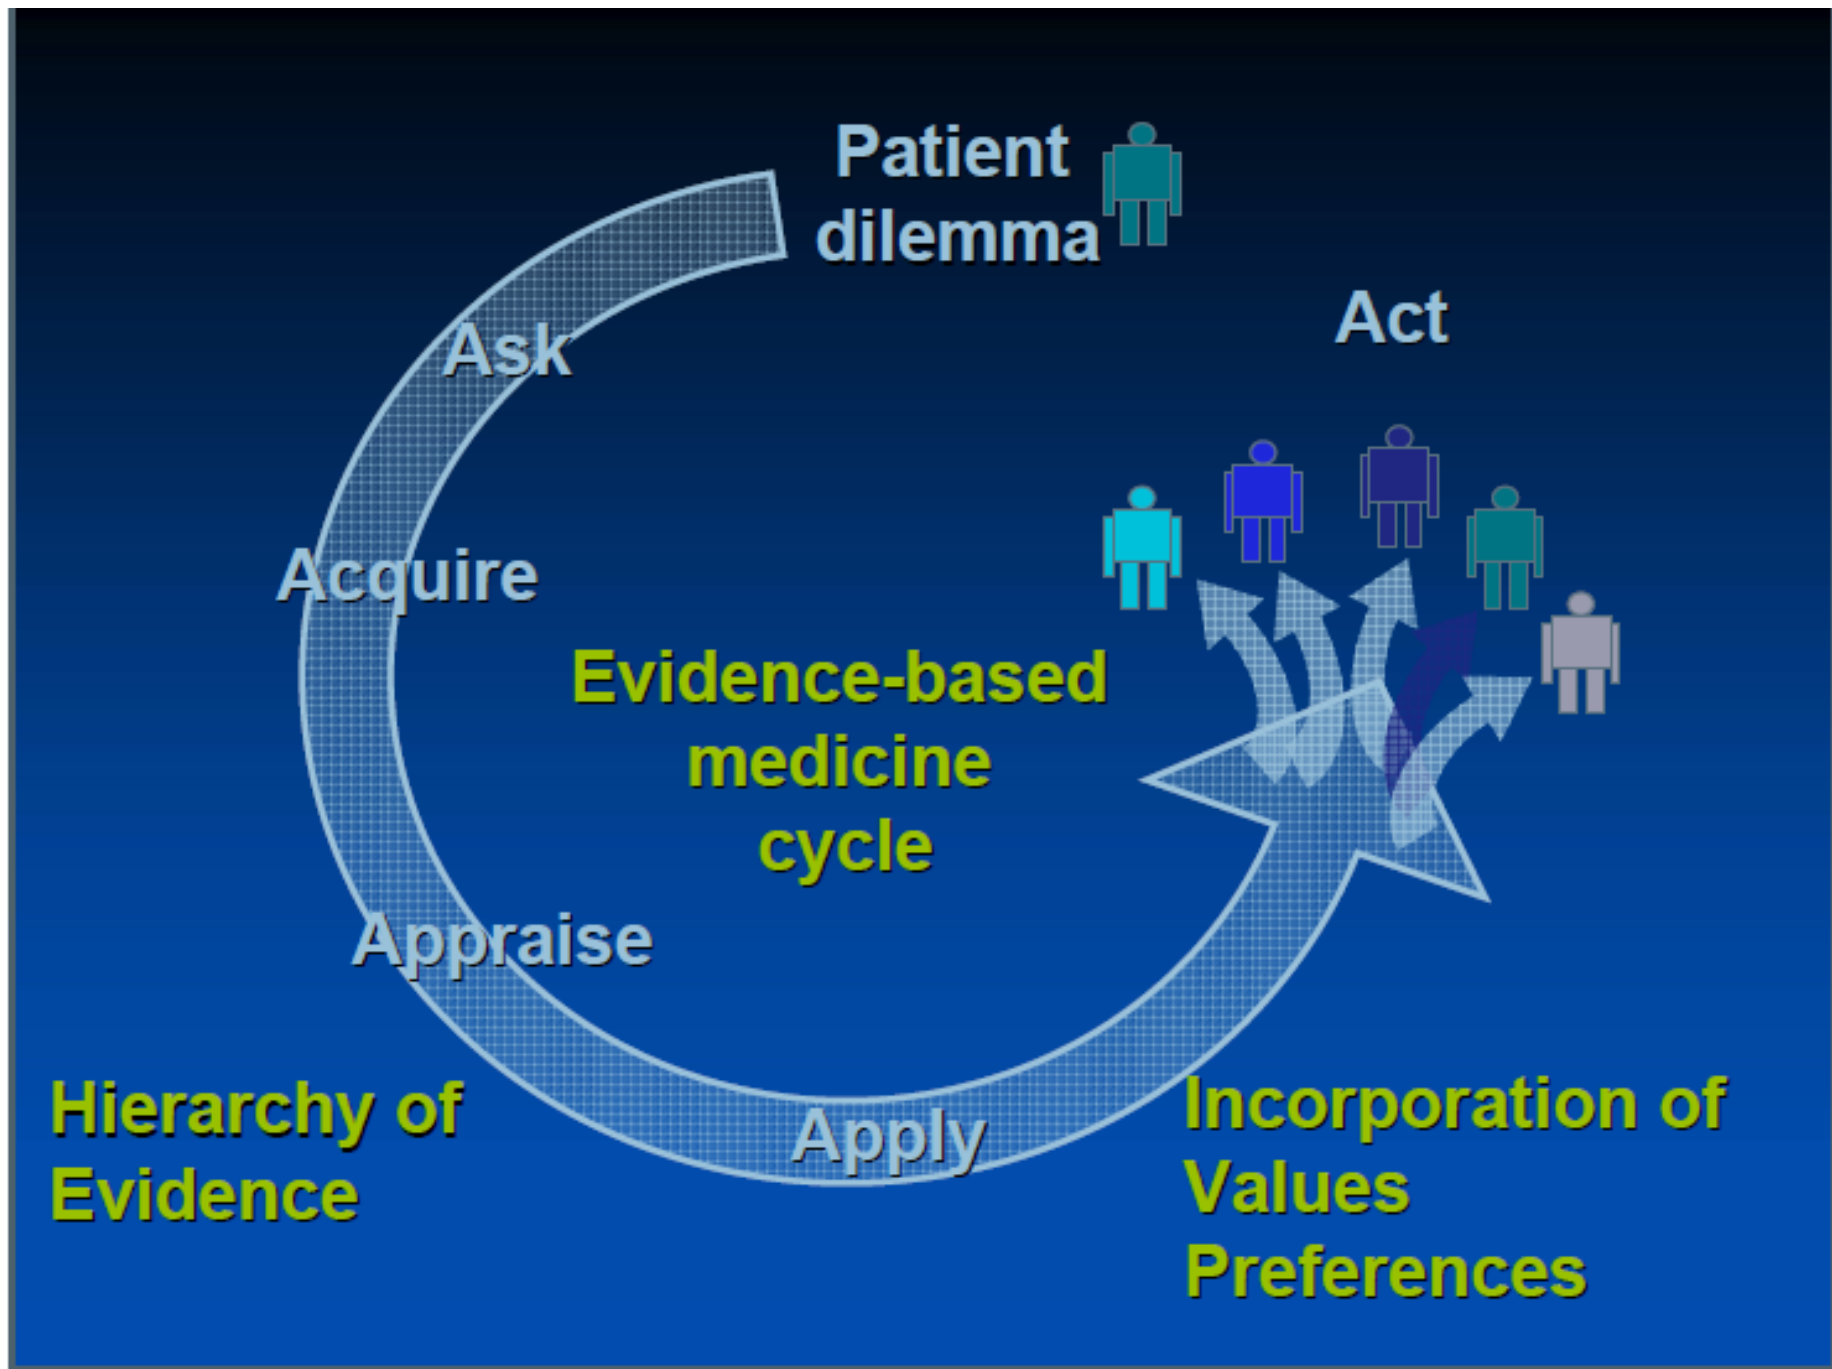 Patient
dilemma
Act
Ask
Acquire
Evidence-based
medicine
cycle
Appraise
Apply
Hierarchy of
Evidence
Incorporation of
Values
Preferences